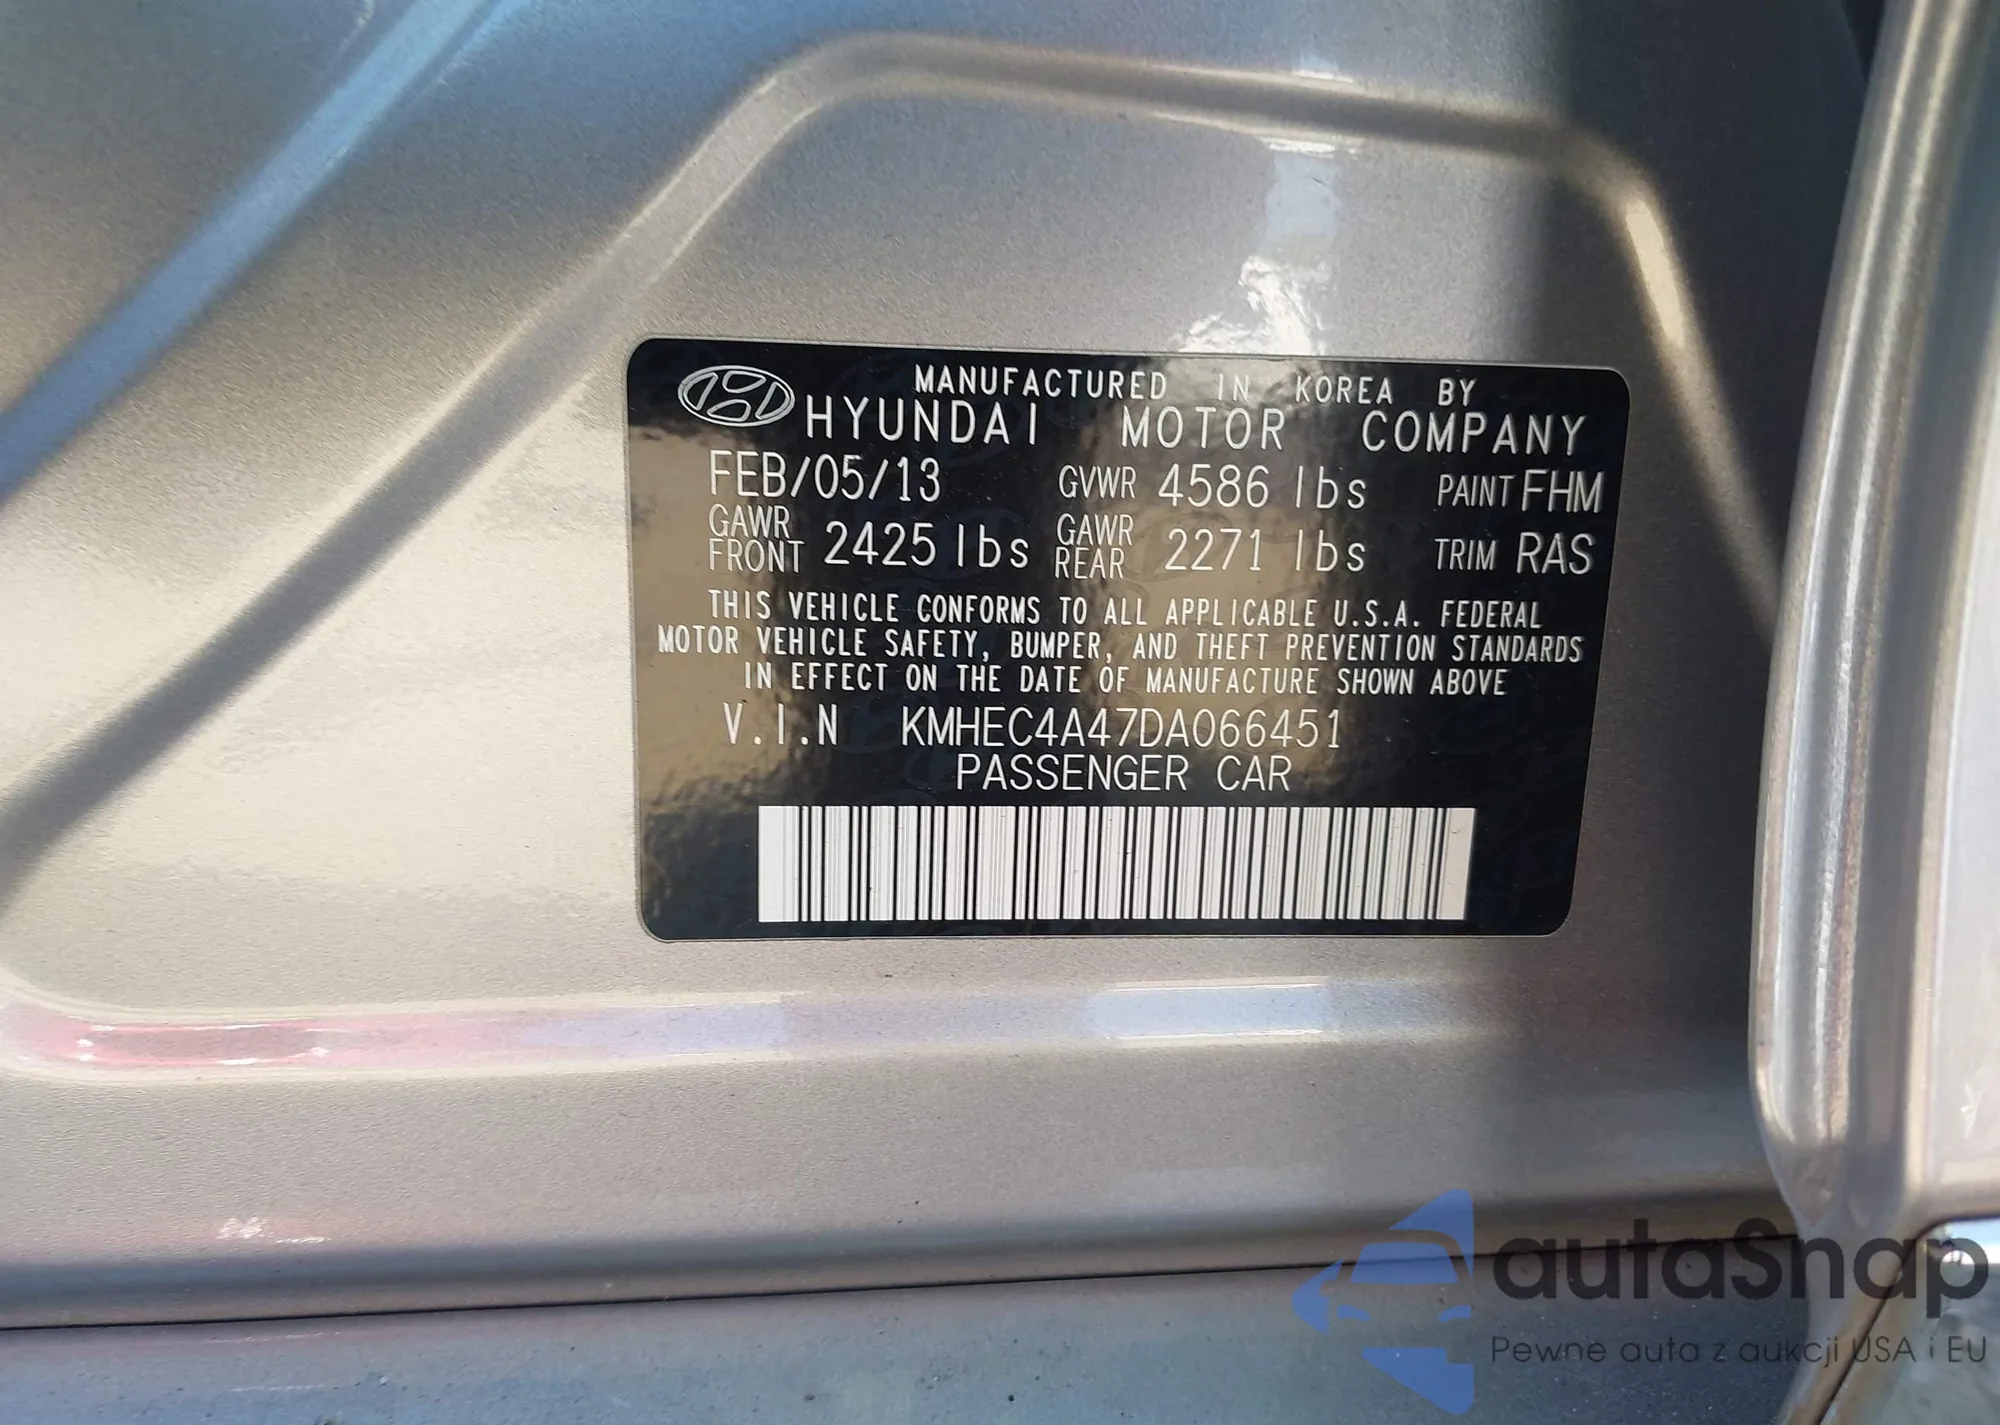 MANUFACTURED IN KOREA BY
HYUNDAI MOTOR COMPANY
FEB/05/13 GVWR 4586 lbs PAINT FHM
GAWR FRONT 2425 lbs GAWR REAR 2271 lbs TRIM RAS
THIS VEHICLE CONFORMS TO ALL APPLICABLE U.S.A. FEDERAL
MOTOR VEHICLE SAFETY, BUMPER, AND THEFT PREVENTION STANDARDS
IN EFFECT ON THE DATE OF MANUFACTURE SHOWN ABOVE
V.I.N KMHEC4A47DA066451
PASSENGER CAR
autaSnap
Pewne auta z aukcji USA i EU